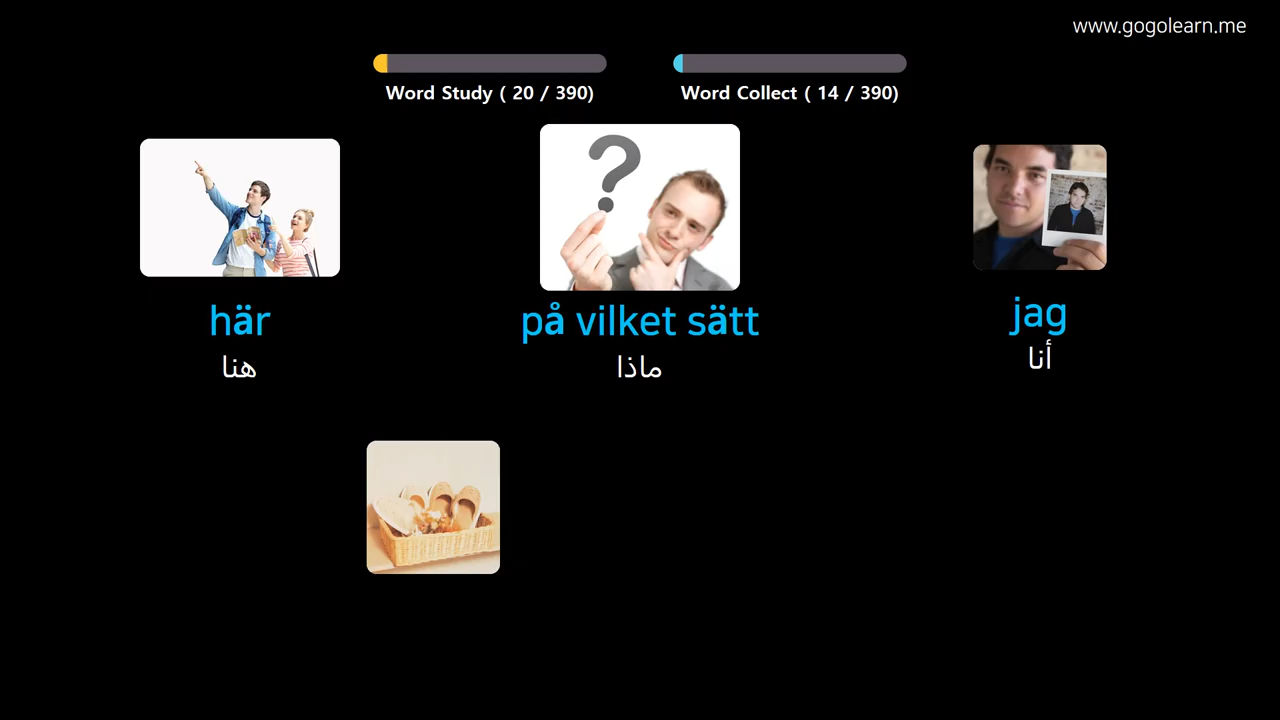 www.gogolearn.me
Word Study ( 20 / 390)
Word Collect ( 14 / 390)
här
هنا
på vilket sätt
ماذا
jag
أنا